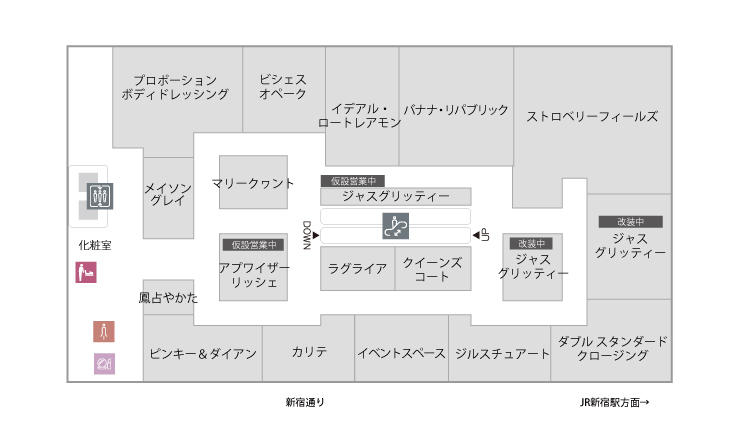 プロポーション
ボディドレッシング
ビシェス
オペーク
イデアル・
ロートレアモン
バナナ・リパブリック
ストロベリーフィールズ
メイソン
グレイ
マリークヮント
仮設営業中
ジャスグリッティー
改装中
ジャス
グリッティー
化粧室
仮設営業中
アプワイザー
リッシェ
DOWN
UP
ラグライア
クイーンズ
コート
改装中
ジャス
グリッティー
鳳占やかた
ピンキー＆ダイアン
カリテ
イベントスペース
ジルスチュアート
ダブル スタンダード
クロージング
新宿通り
JR新宿駅方面→